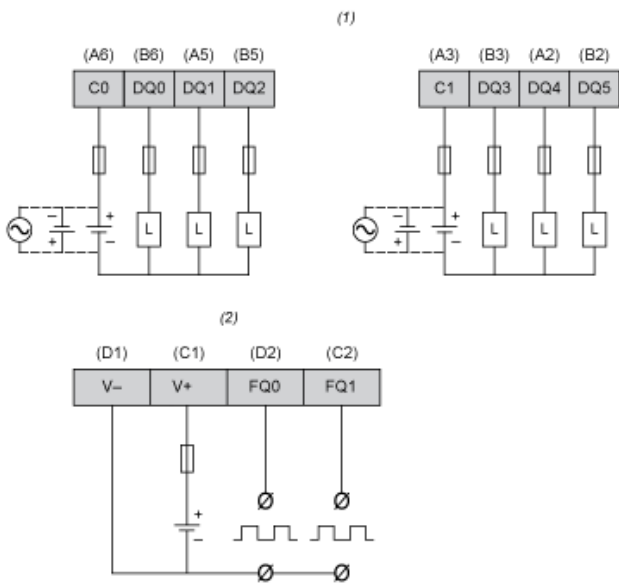 (1)
(A6) (B6) (A5) (B5)
C0 DQ0 DQ1 DQ2
L L L
(A3) (B3) (A2) (B2)
C1 DQ3 DQ4 DQ5
L L L
(2)
(D1) (C1) (D2) (C2)
V– V+ FQ0 FQ1